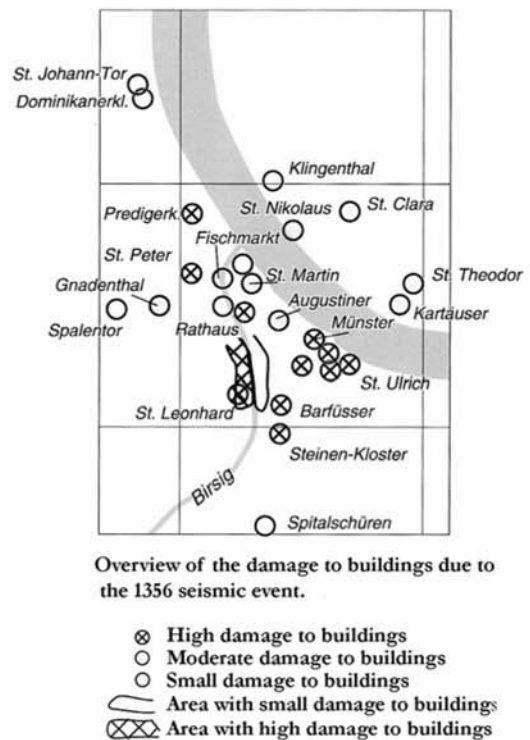 St. Johann-Tor
Dominikanerkl.
Klingenthal
Predigerk.
St. Nikolaus
St. Clara
Fischmarkt
St. Peter
St. Martin
St. Theodor
Gnadenthal
Augustiner
Kartäuser
Spalentor
Rathaus
Münster
St. Ulrich
St. Leonhard
Barfüsser
Steinen-Kloster
Birsig
Spitalschüren
Overview of the damage to buildings due to
the 1356 seismic event.
High damage to buildings
Moderate damage to buildings
Small damage to buildings
Area with small damage to buildings
Area with high damage to buildings